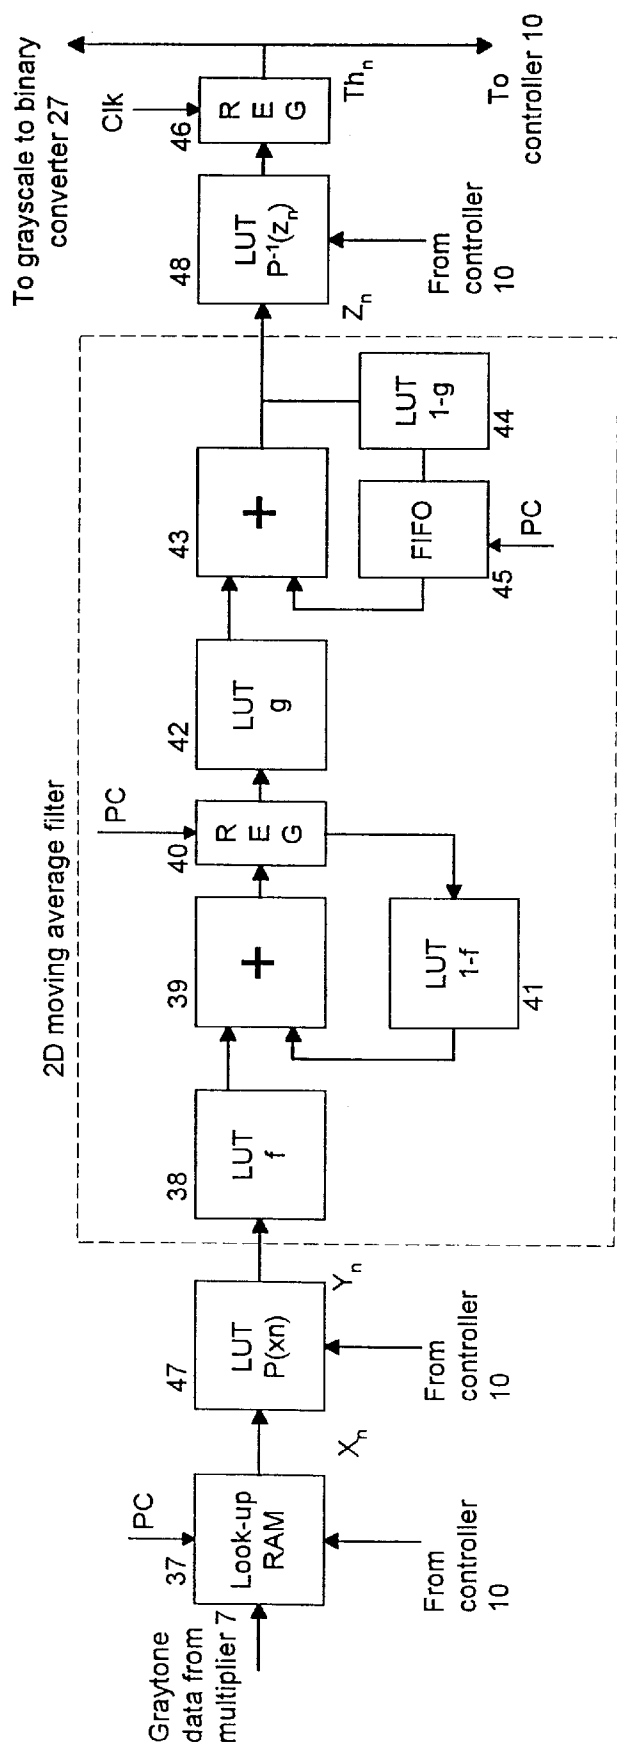 Graytone
data from
multiplier 7
37
PC
Look-up
RAM
From
controller
10
Xn
47
LUT
P(xn)
From
controller
10
Yn
2D moving average filter
38
LUT
f
39
+
40
PC
R
E
G
LUT
1-f
41
42
LUT
g
43
+
FIFO
45
PC
LUT
1-g
44
Zn
48
LUT
P-1(zn)
From
controller
10
46
Clk
R
E
G
Thn
To grayscale to binary
converter 27
To
controller 10